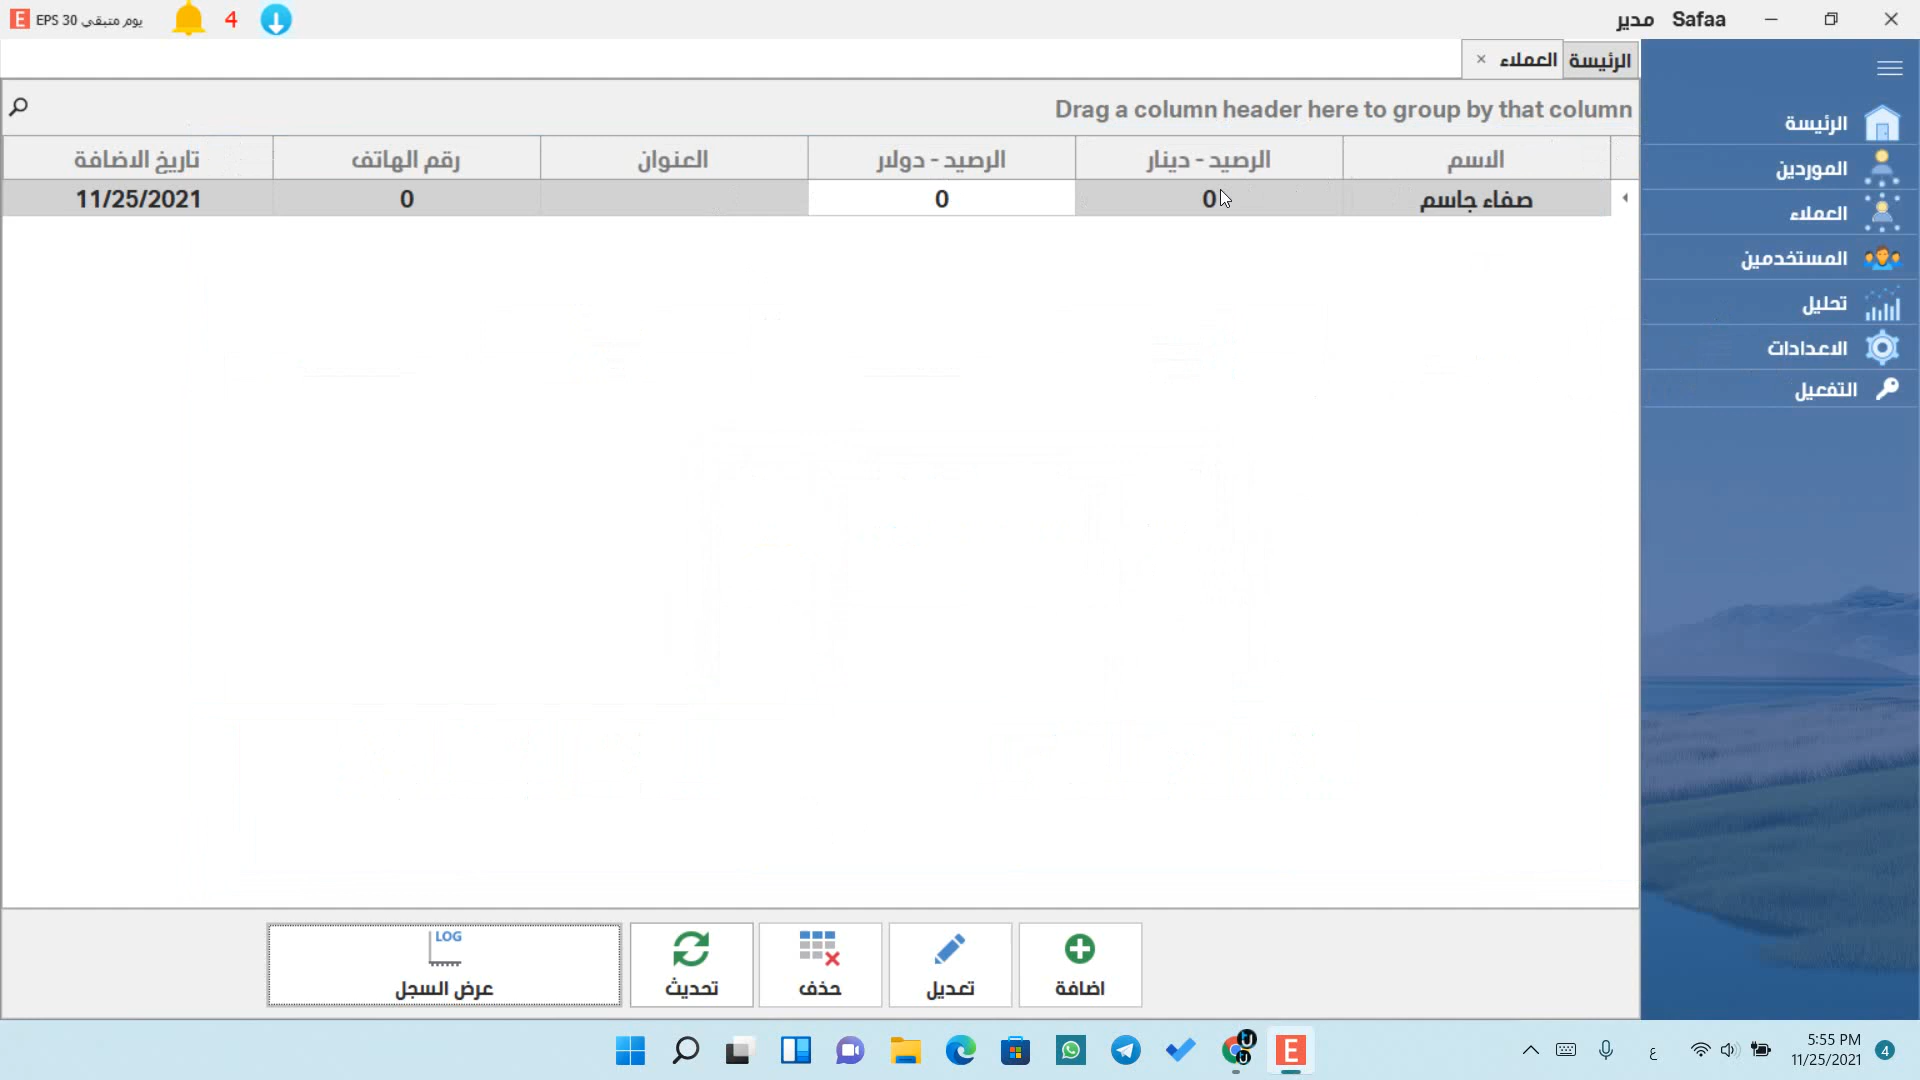 Safaa مدير
4
EPS 30 يوم متبقي
الرئيسة
العملاء
Drag a column header here to group by that column
الاسم
الرصيد - دينار
الرصيد - دولار
العنوان
رقم الهاتف
تاريخ الاضافة
صفاء جاسم
0
0
0
11/25/2021
الرئيسة
الموردين
العملاء
المستخدمين
تحليل
الاعدادات
التفعيل
اضافة
تعديل
حذف
تحديث
LOG
عرض السجل
E
ع
5:55 PM
11/25/2021
4